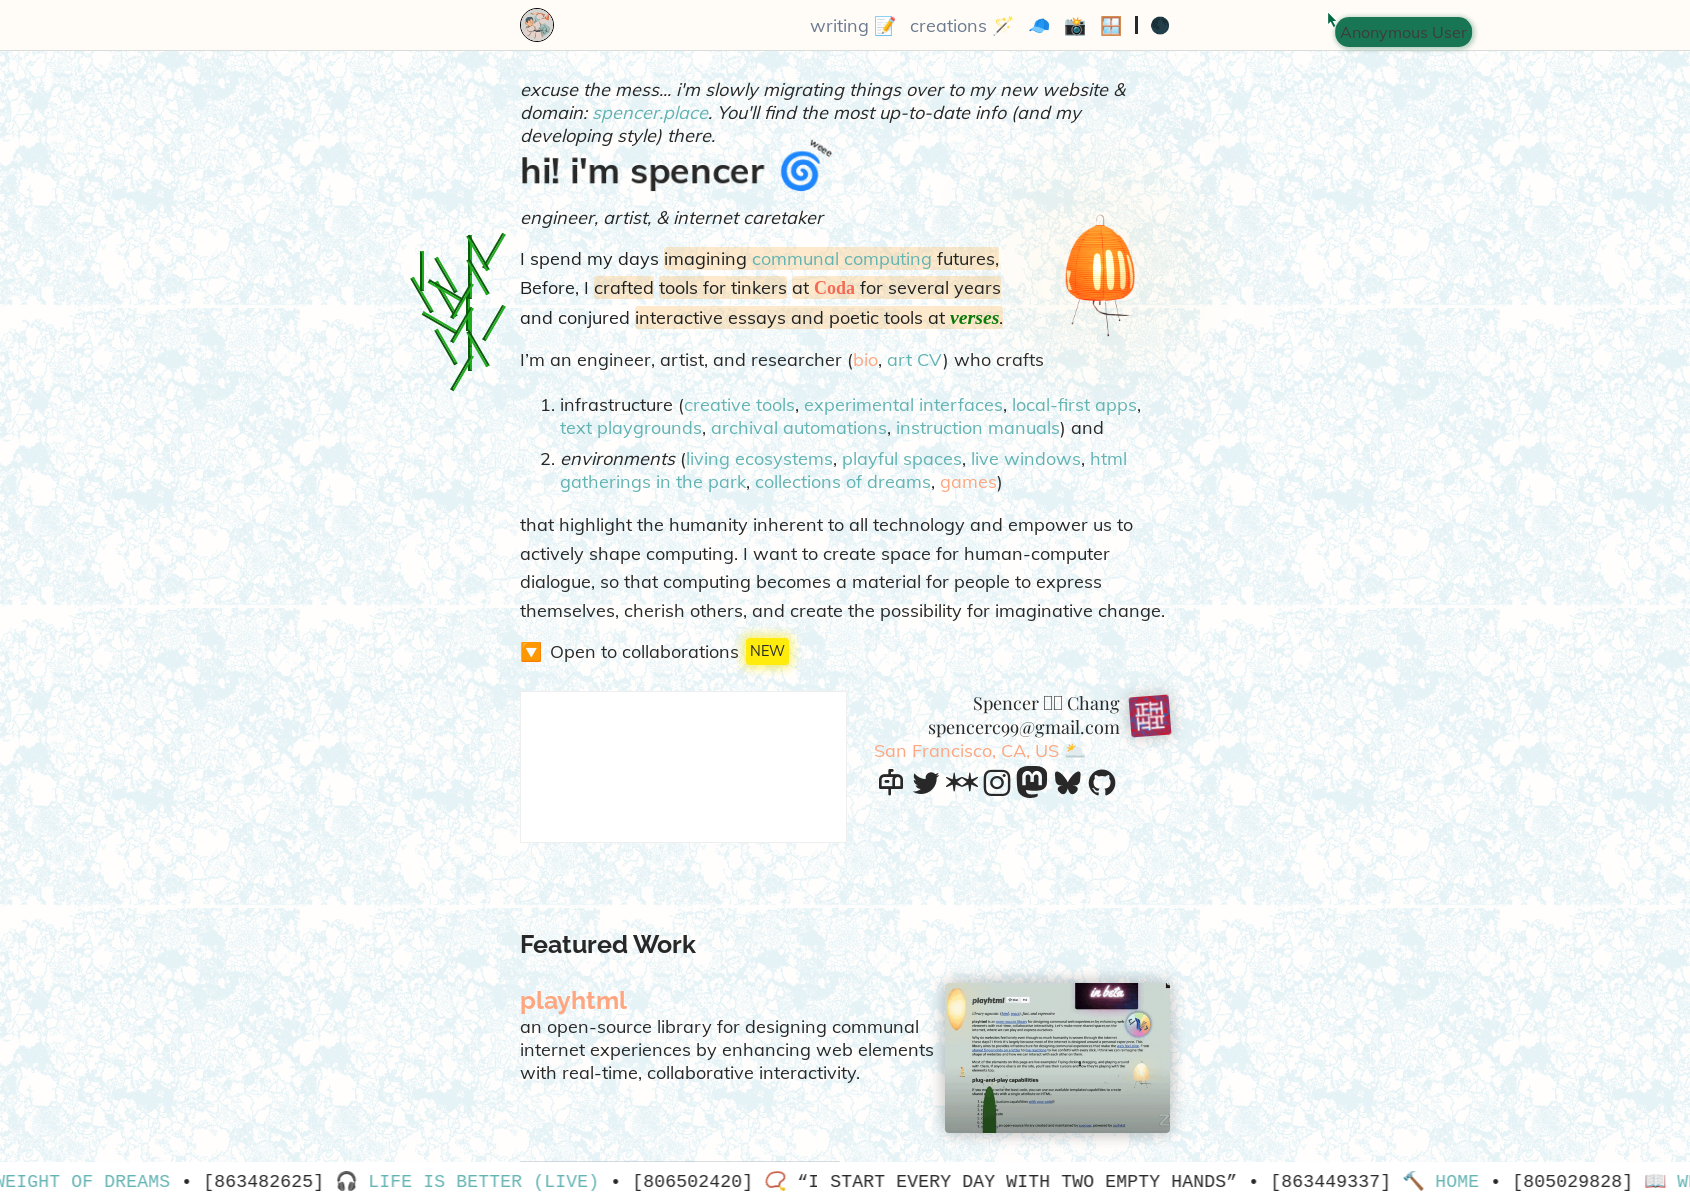 writing 📝 creations 🪄 🧢 📸 🪟 | 🌑
Anonymous User
excuse the mess... i'm slowly migrating things over to my new website &
domain: spencer.place. You'll find the most up-to-date info (and my
developing style) there.
weee
hi! i'm spencer 🌀
engineer, artist, & internet caretaker
I spend my days imagining communal computing futures,
Before, I crafted tools for tinkers at Coda for several years
and conjured interactive essays and poetic tools at verses.
I'm an engineer, artist, and researcher (bio, art CV) who crafts
1. infrastructure (creative tools, experimental interfaces, local-first apps,
text playgrounds, archival automations, instruction manuals) and
2. environments (living ecosystems, playful spaces, live windows, html
gatherings in the park, collections of dreams, games)
that highlight the humanity inherent to all technology and empower us to
actively shape computing. I want to create space for human-computer
dialogue, so that computing becomes a material for people to express
themselves, cherish others, and create the possibility for imaginative change.
🔽 Open to collaborations NEW
Spencer Chang
spencerc99@gmail.com
San Francisco, CA, US ⛅
Featured Work
playhtml
an open-source library for designing communal
internet experiences by enhancing web elements
with real-time, collaborative interactivity.
in beta
playhtml
plug-and-play capabilities
WEIGHT OF DREAMS • [863482625] 🎧 LIFE IS BETTER (LIVE) • [806502420] 📿 “I START EVERY DAY WITH TWO EMPTY HANDS” • [863449337] 🔨 HOME • [805029828] 📖